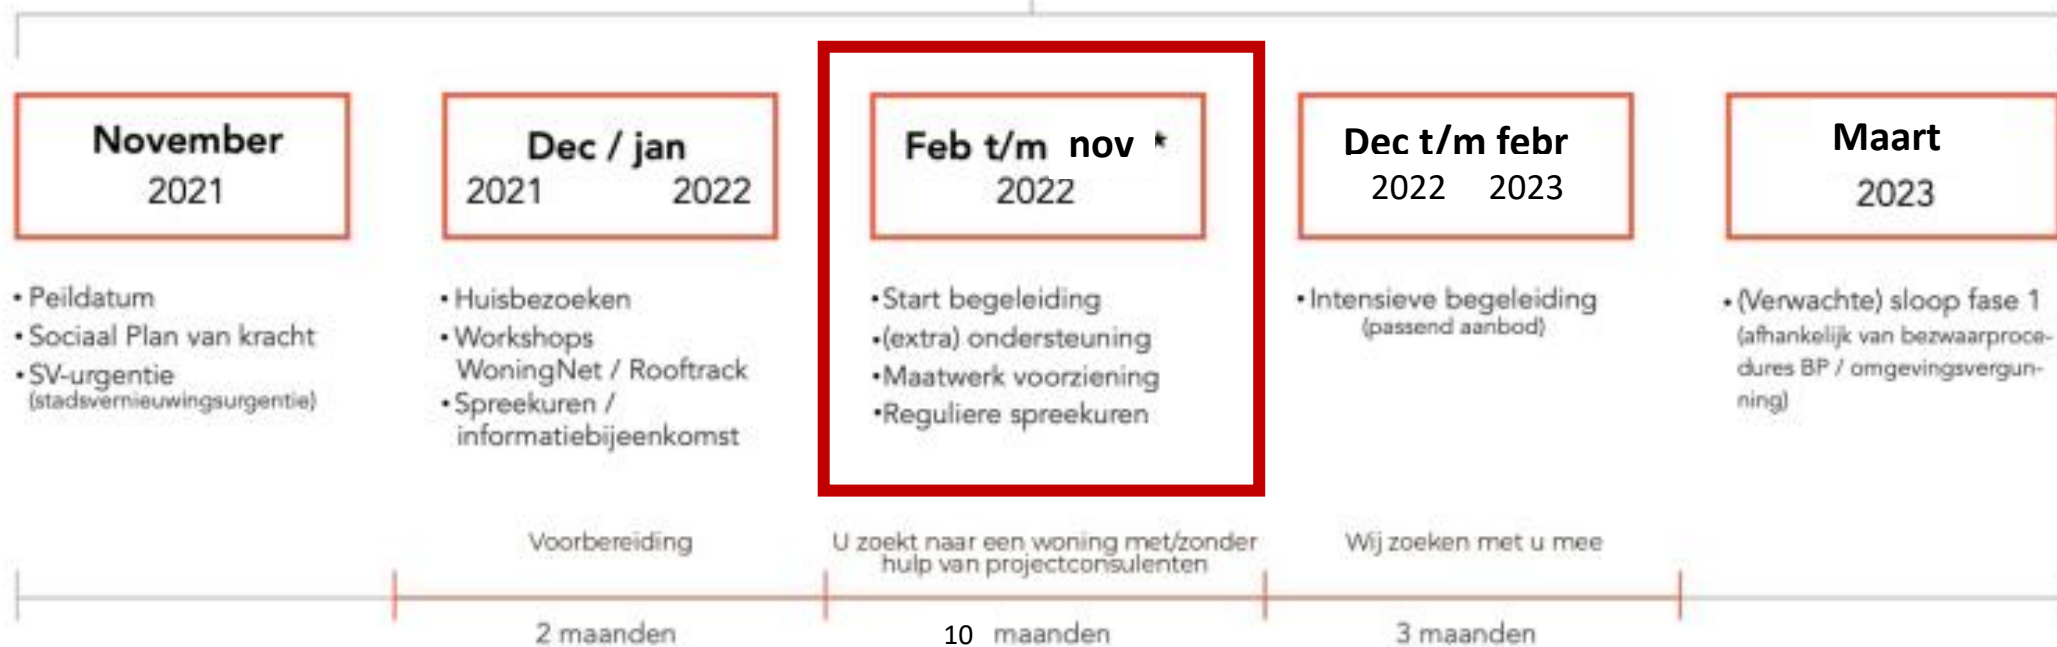 November
2021
• Peildatum
• Sociaal Plan van kracht
• SV-urgentie
(stadsvernieuwingsurgentie)
Dec / jan
2021 2022
• Huisbezoeken
• Workshops
WoningNet / Rooftrack
• Spreekuren /
informatiebijeenkomst
Feb t/m nov *
2022
•Start begeleiding
•(extra) ondersteuning
•Maatwerk voorziening
•Reguliere spreekuren
Dec t/m febr
2022 2023
• Intensieve begeleiding
(passend aanbod)
Maart
2023
• (Verwachte) sloop fase 1
(afhankelijk van bezwaarproce-
dures BP / omgevingsvergun-
ning)
Voorbereiding
2 maanden
U zoekt naar een woning met/zonder
hulp van projectconsulenten
10 maanden
Wij zoeken met u mee
3 maanden